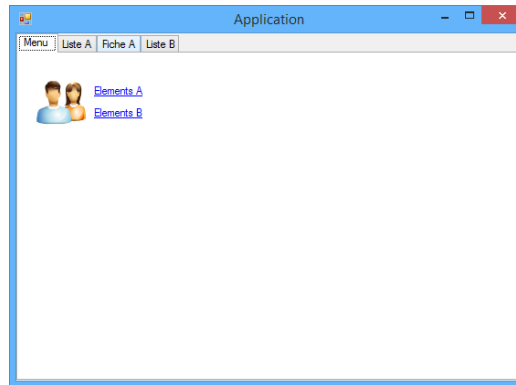 Application
Menu Liste A Fiche A Liste B
Elements A
Elements B